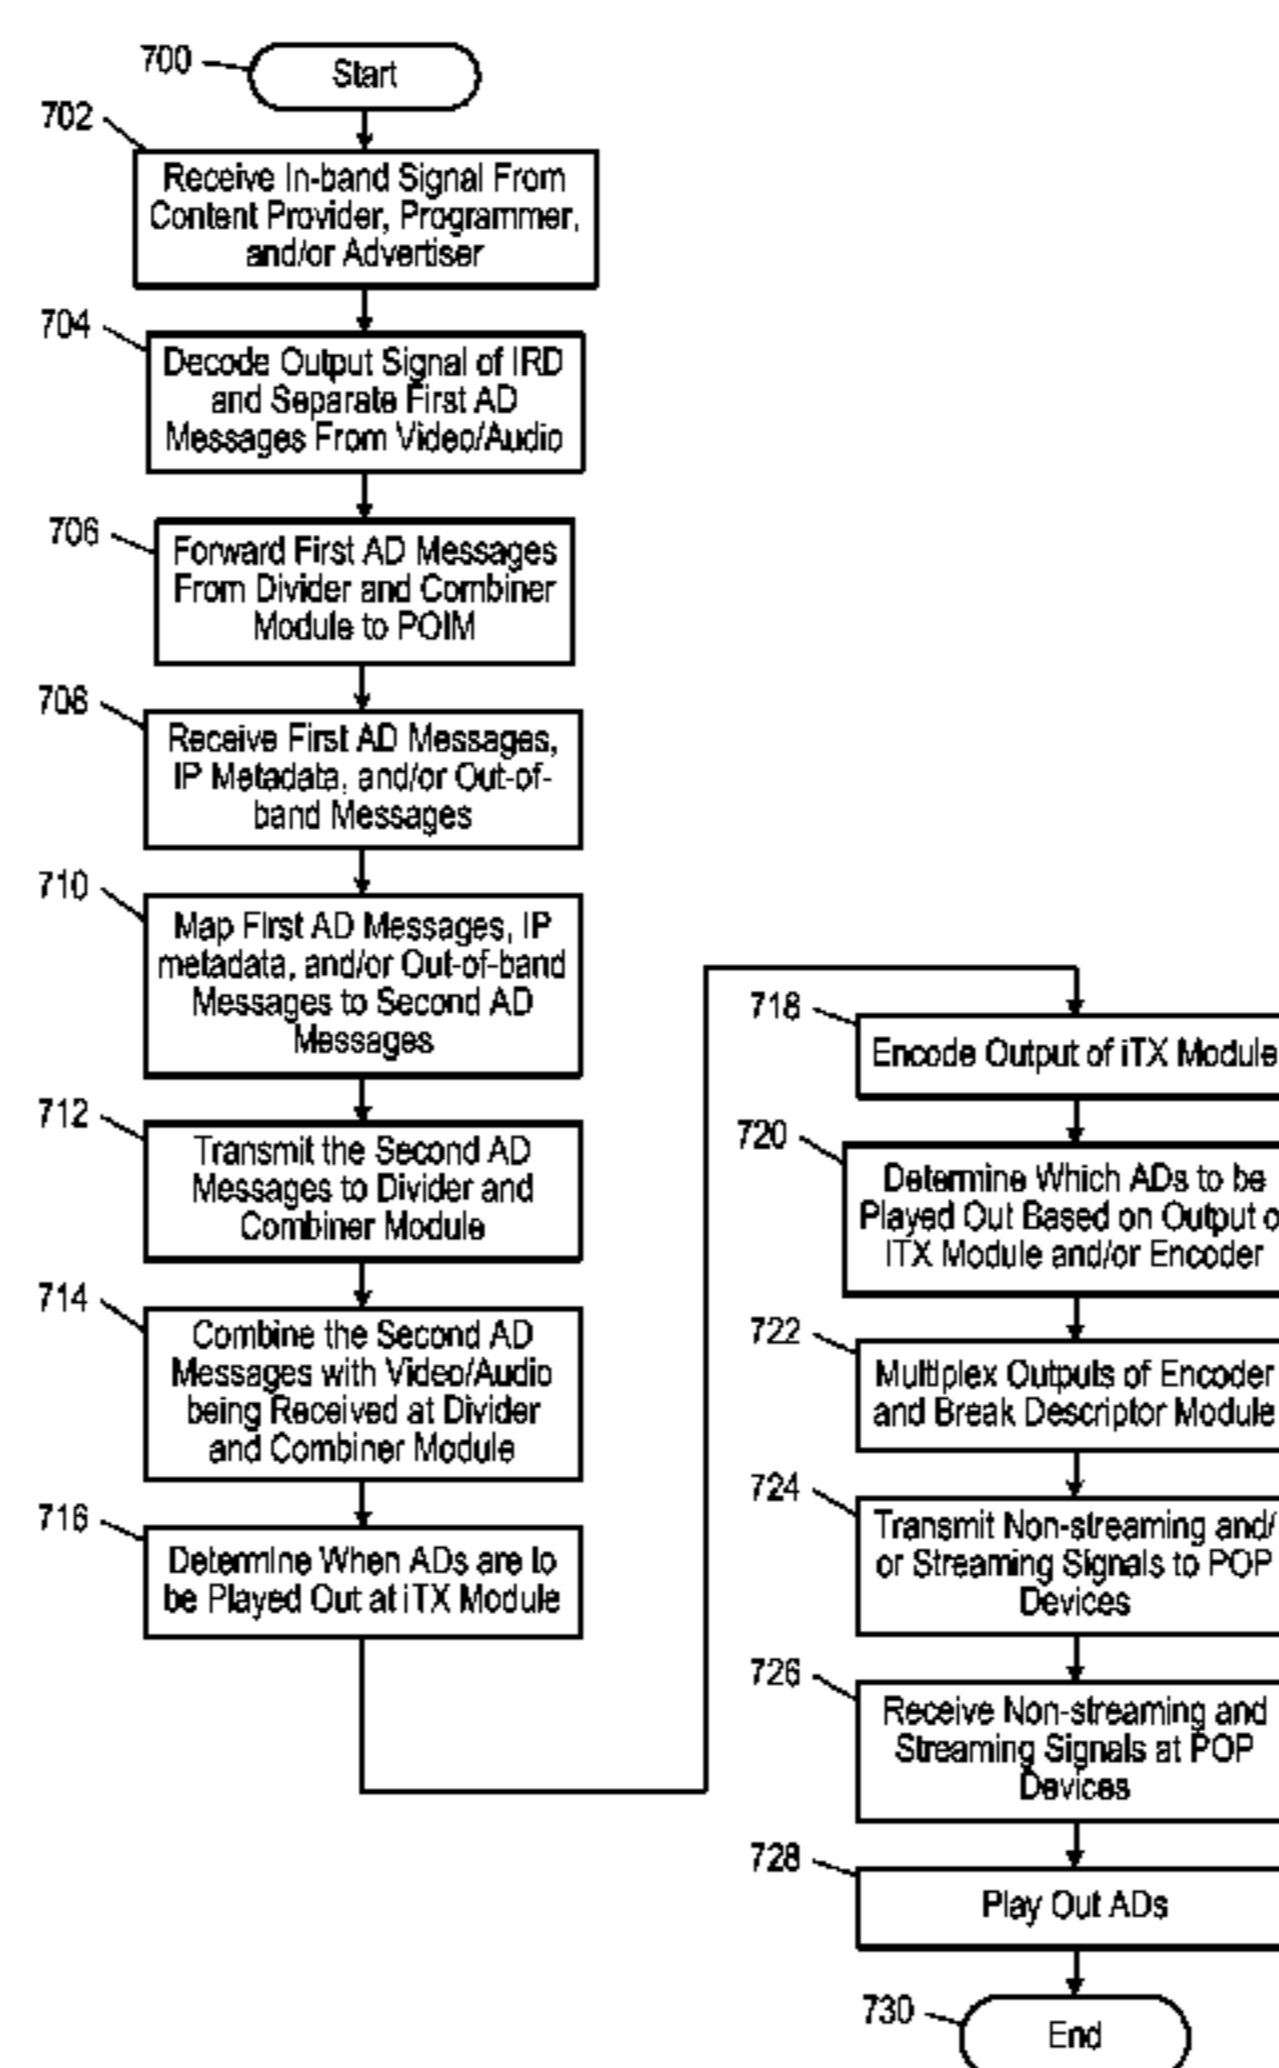 700
Start
702
Receive In-band Signal From
Content Provider, Programmer,
and/or Advertiser
704
Decode Output Signal of IRD
and Separate First AD
Messages From Video/Audio
706
Forward First AD Messages
From Divider and Combiner
Module to POIM
708
Receive First AD Messages,
IP Metadata, and/or Out-of-
band Messages
710
Map First AD Messages, IP
metadata, and/or Out-of-band
Messages to Second AD
Messages
712
Transmit the Second AD
Messages to Divider and
Combiner Module
714
Combine the Second AD
Messages with Video/Audio
being Received at Divider
and Combiner Module
716
Determine When ADs are to
be Played Out at iTX Module
718
Encode Output of iTX Module
720
Determine Which ADs to be
Played Out Based on Output
ITX Module and/or Encoder
722
Multiplex Outputs of Encoder
and Break Descriptor Module
724
Transmit Non-streaming and/
or Streaming Signals to POP
Devices
726
Receive Non-streaming and
Streaming Signals at POP
Devices
728
Play Out ADs
730
End